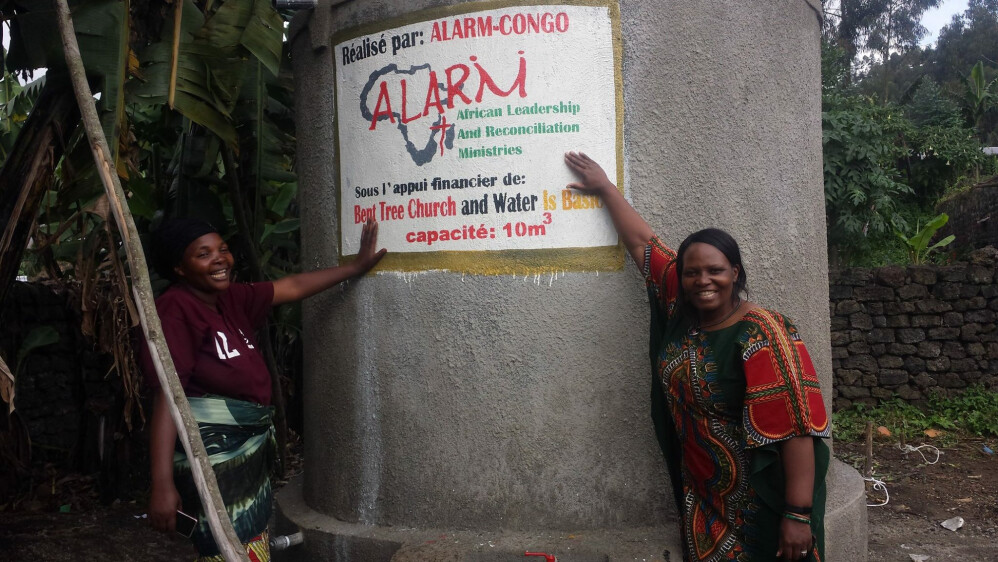 Réalisé par: ALARM-CONGO
ALARM
African Leadership
And Reconciliation
Ministries
Sous l'appui financier de:
Bent Tree Church and Water Is Basic
capacité: 10m³